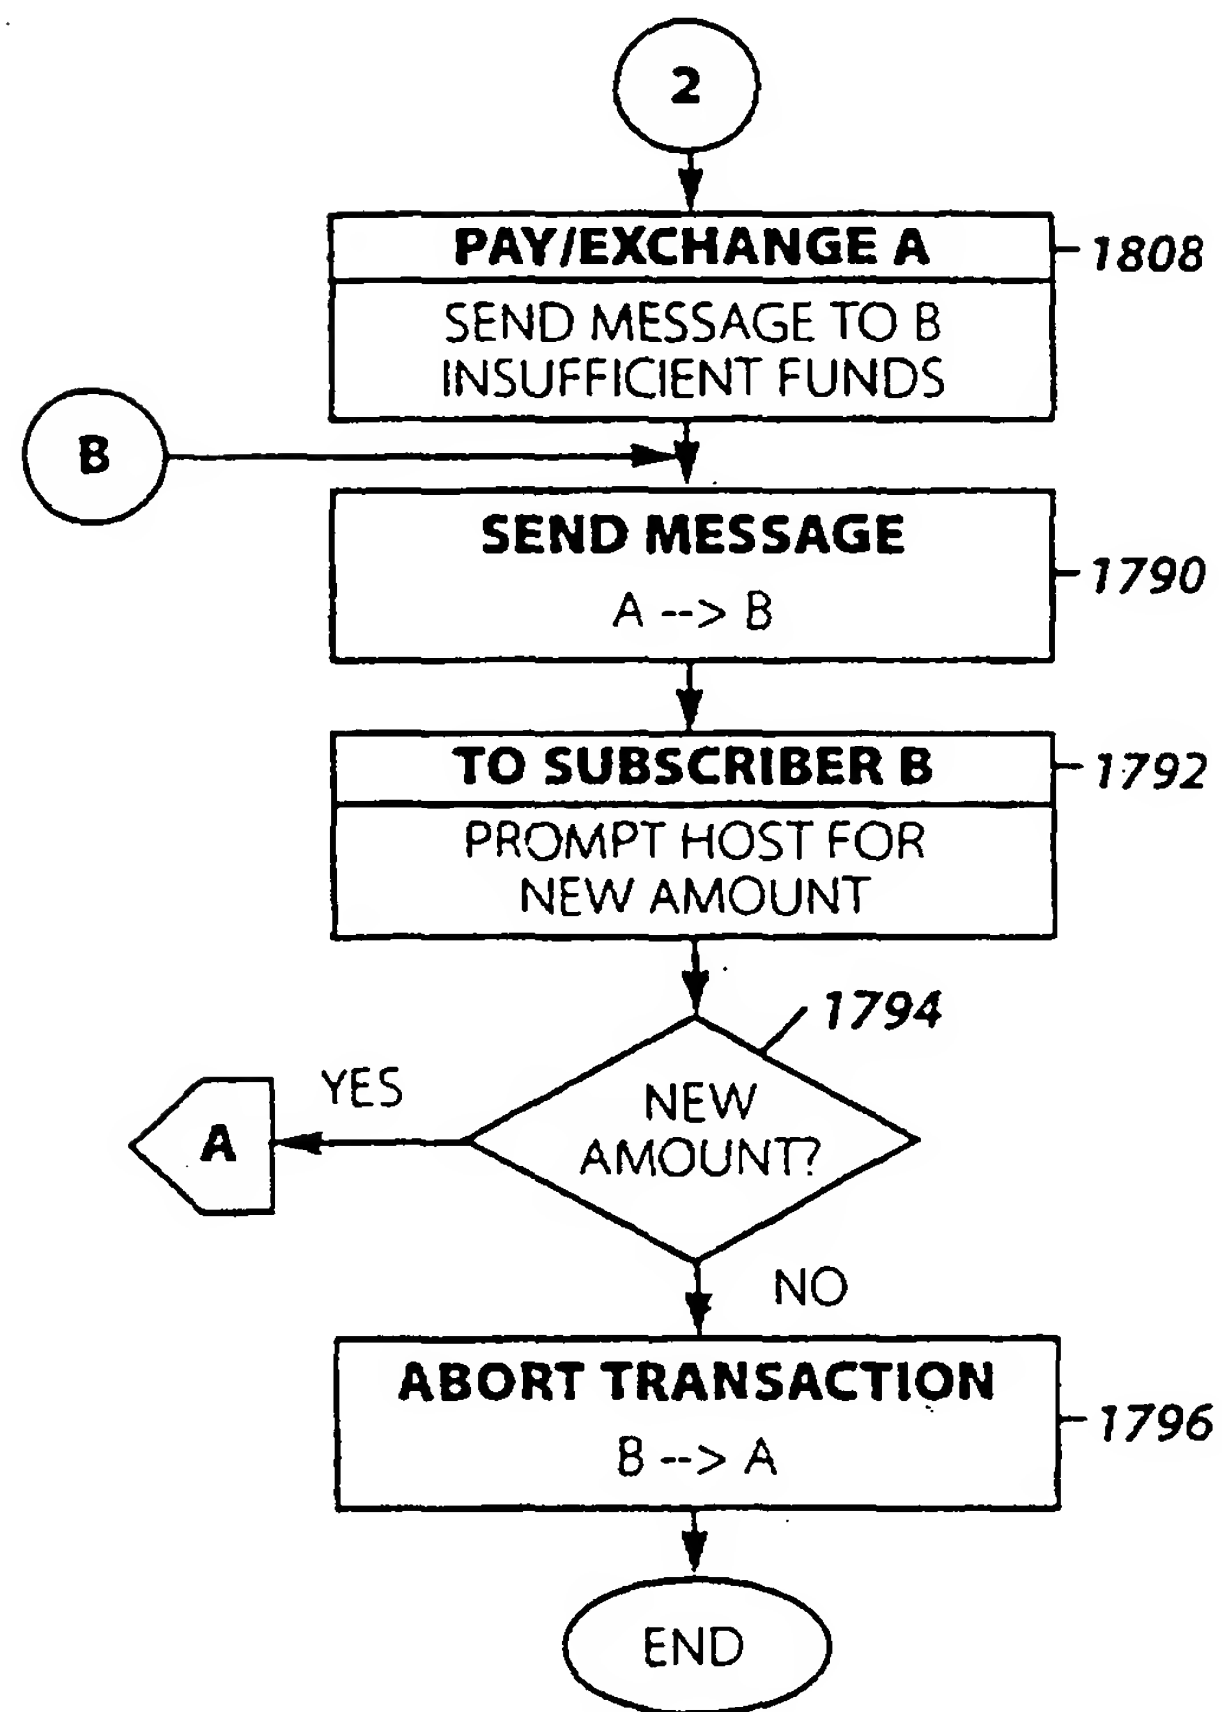 2
PAY/EXCHANGE A
1808
SEND MESSAGE TO B
INSUFFICIENT FUNDS
B
SEND MESSAGE
A --> B
1790
TO SUBSCRIBER B
1792
PROMPT HOST FOR
NEW AMOUNT
1794
YES
A
NEW
AMOUNT?
NO
ABORT TRANSACTION
B --> A
1796
END